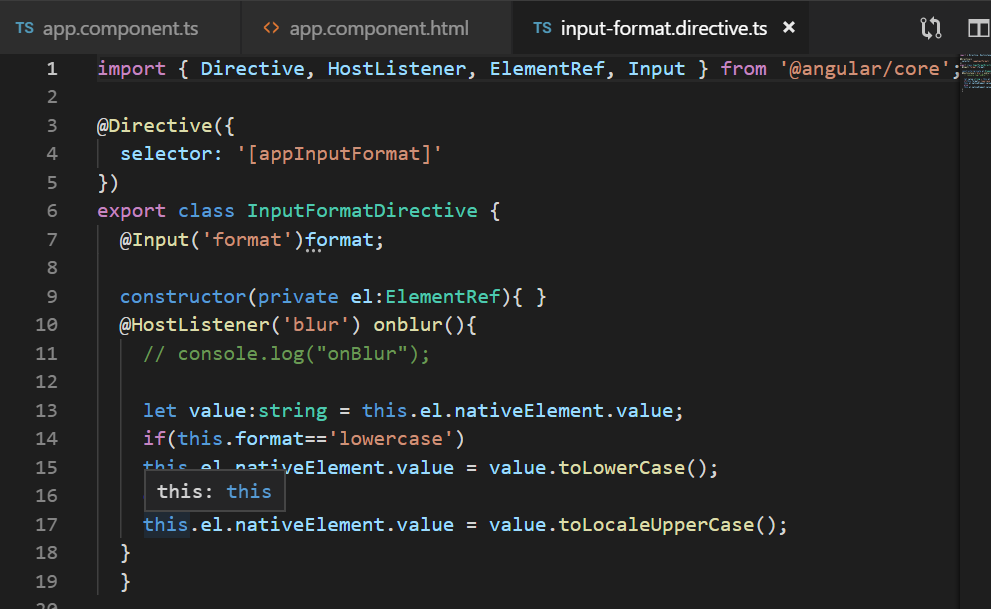 TS app.component.ts <> app.component.html TS input-format.directive.ts ×
1 import { Directive, HostListener, ElementRef, Input } from '@angular/core';
2
3 @Directive({
4 selector: '[appInputFormat]'
5 })
6 export class InputFormatDirective {
7 @Input('format')format;
8
9 constructor(private el:ElementRef){ }
10 @HostListener('blur') onblur(){
11 // console.log("onBlur");
12
13 let value:string = this.el.nativeElement.value;
14 if(this.format=='lowercase')
15 this.el.nativeElement.value = value.toLowerCase();
16 this: this
17 this.el.nativeElement.value = value.toLocaleUpperCase();
18 }
19 }
20